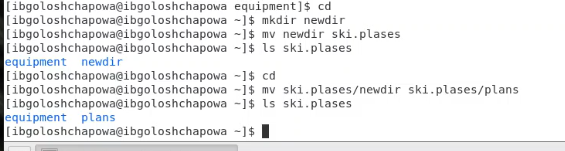 [ibgoloshchapowa@ibgoloshchapowa equipment]$ cd
[ibgoloshchapowa@ibgoloshchapowa ~]$ mkdir newdir
[ibgoloshchapowa@ibgoloshchapowa ~]$ mv newdir ski.plases
[ibgoloshchapowa@ibgoloshchapowa ~]$ ls ski.plases
equipment  newdir
[ibgoloshchapowa@ibgoloshchapowa ~]$ cd
[ibgoloshchapowa@ibgoloshchapowa ~]$ mv ski.plases/newdir ski.plases/plans
[ibgoloshchapowa@ibgoloshchapowa ~]$ ls ski.plases
equipment  plans
[ibgoloshchapowa@ibgoloshchapowa ~]$